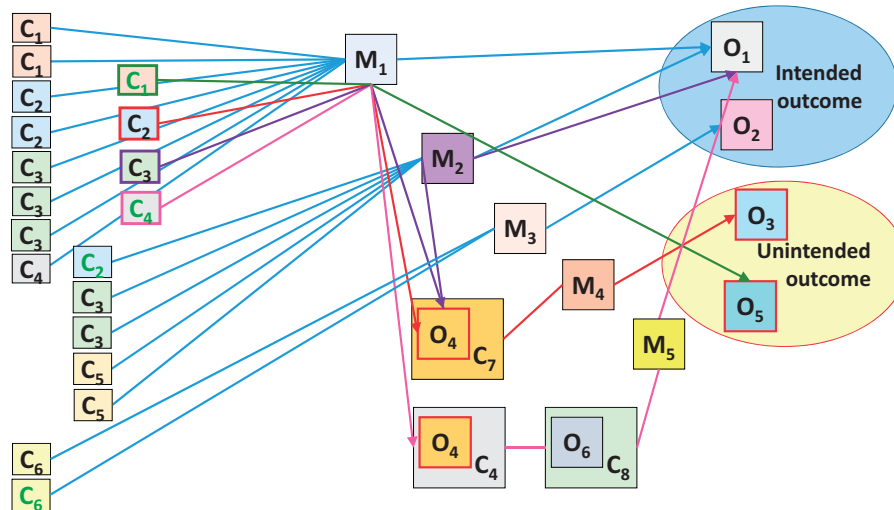 C₁
C₁
C₂
C₂
C₃
C₃
C₃
C₄
C₁
C₂
C₃
C₄
C₂
C₃
C₃
C₅
C₅
C₆
C₆
M₁
M₂
M₃
M₄
M₅
O₄
C₇
O₄
C₄
O₆
C₈
O₁
Intended
outcome
O₂
O₃
Unintended
outcome
O₅